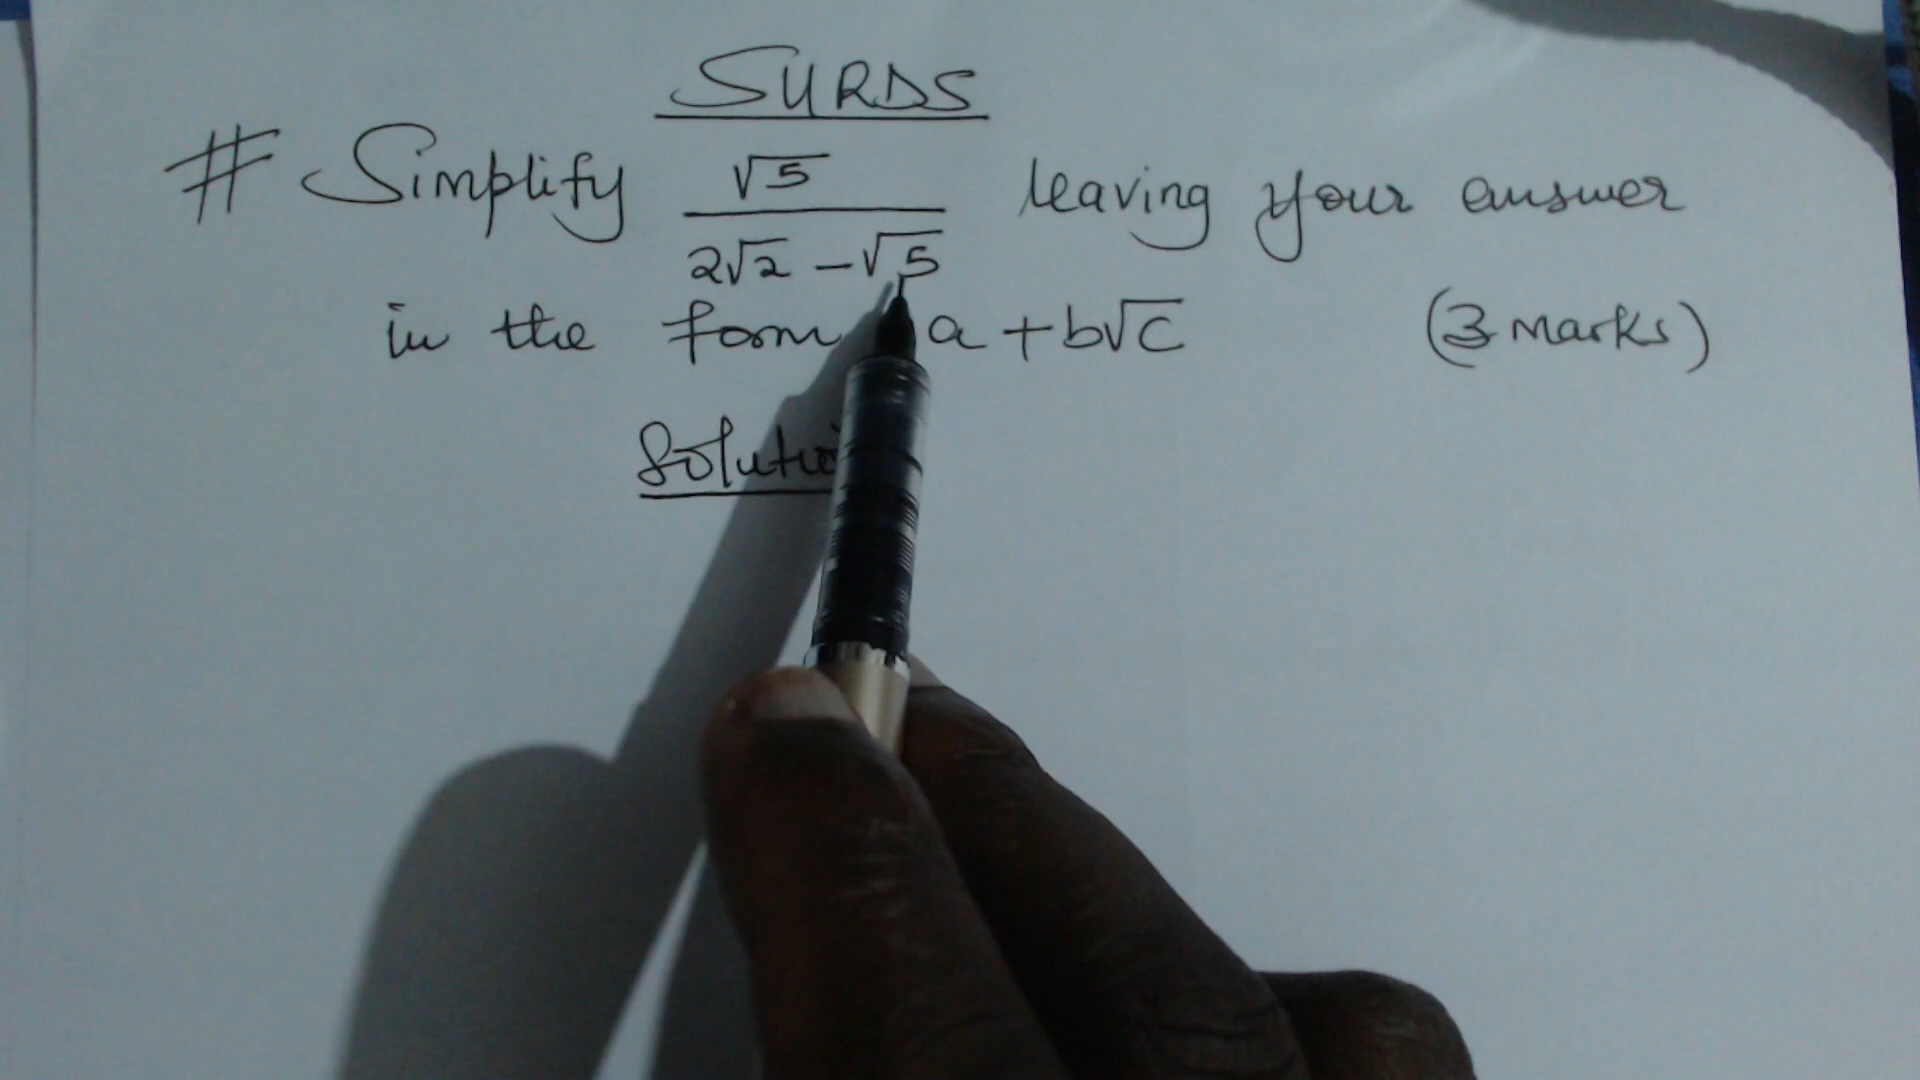 SURDS
# Simplify √5 / 2√2 - √5 leaving your answer
in the form a + b√c (3 marks)